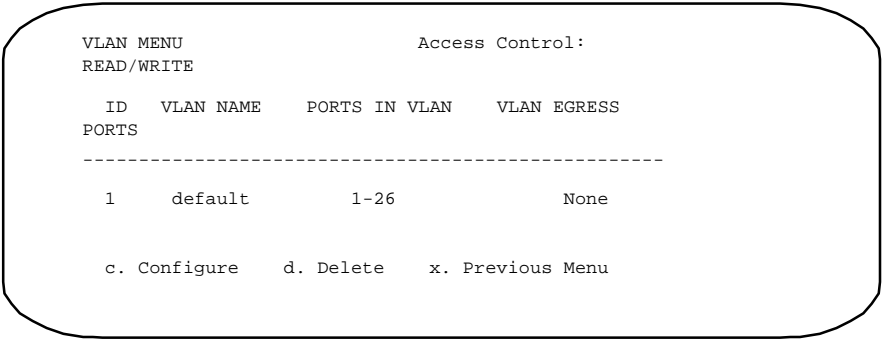 VLAN MENU                     Access Control:
READ/WRITE
  ID   VLAN NAME    PORTS IN VLAN    VLAN EGRESS
PORTS
----------------------------------------------------
  1     default         1-26               None
  c. Configure    d. Delete    x. Previous Menu